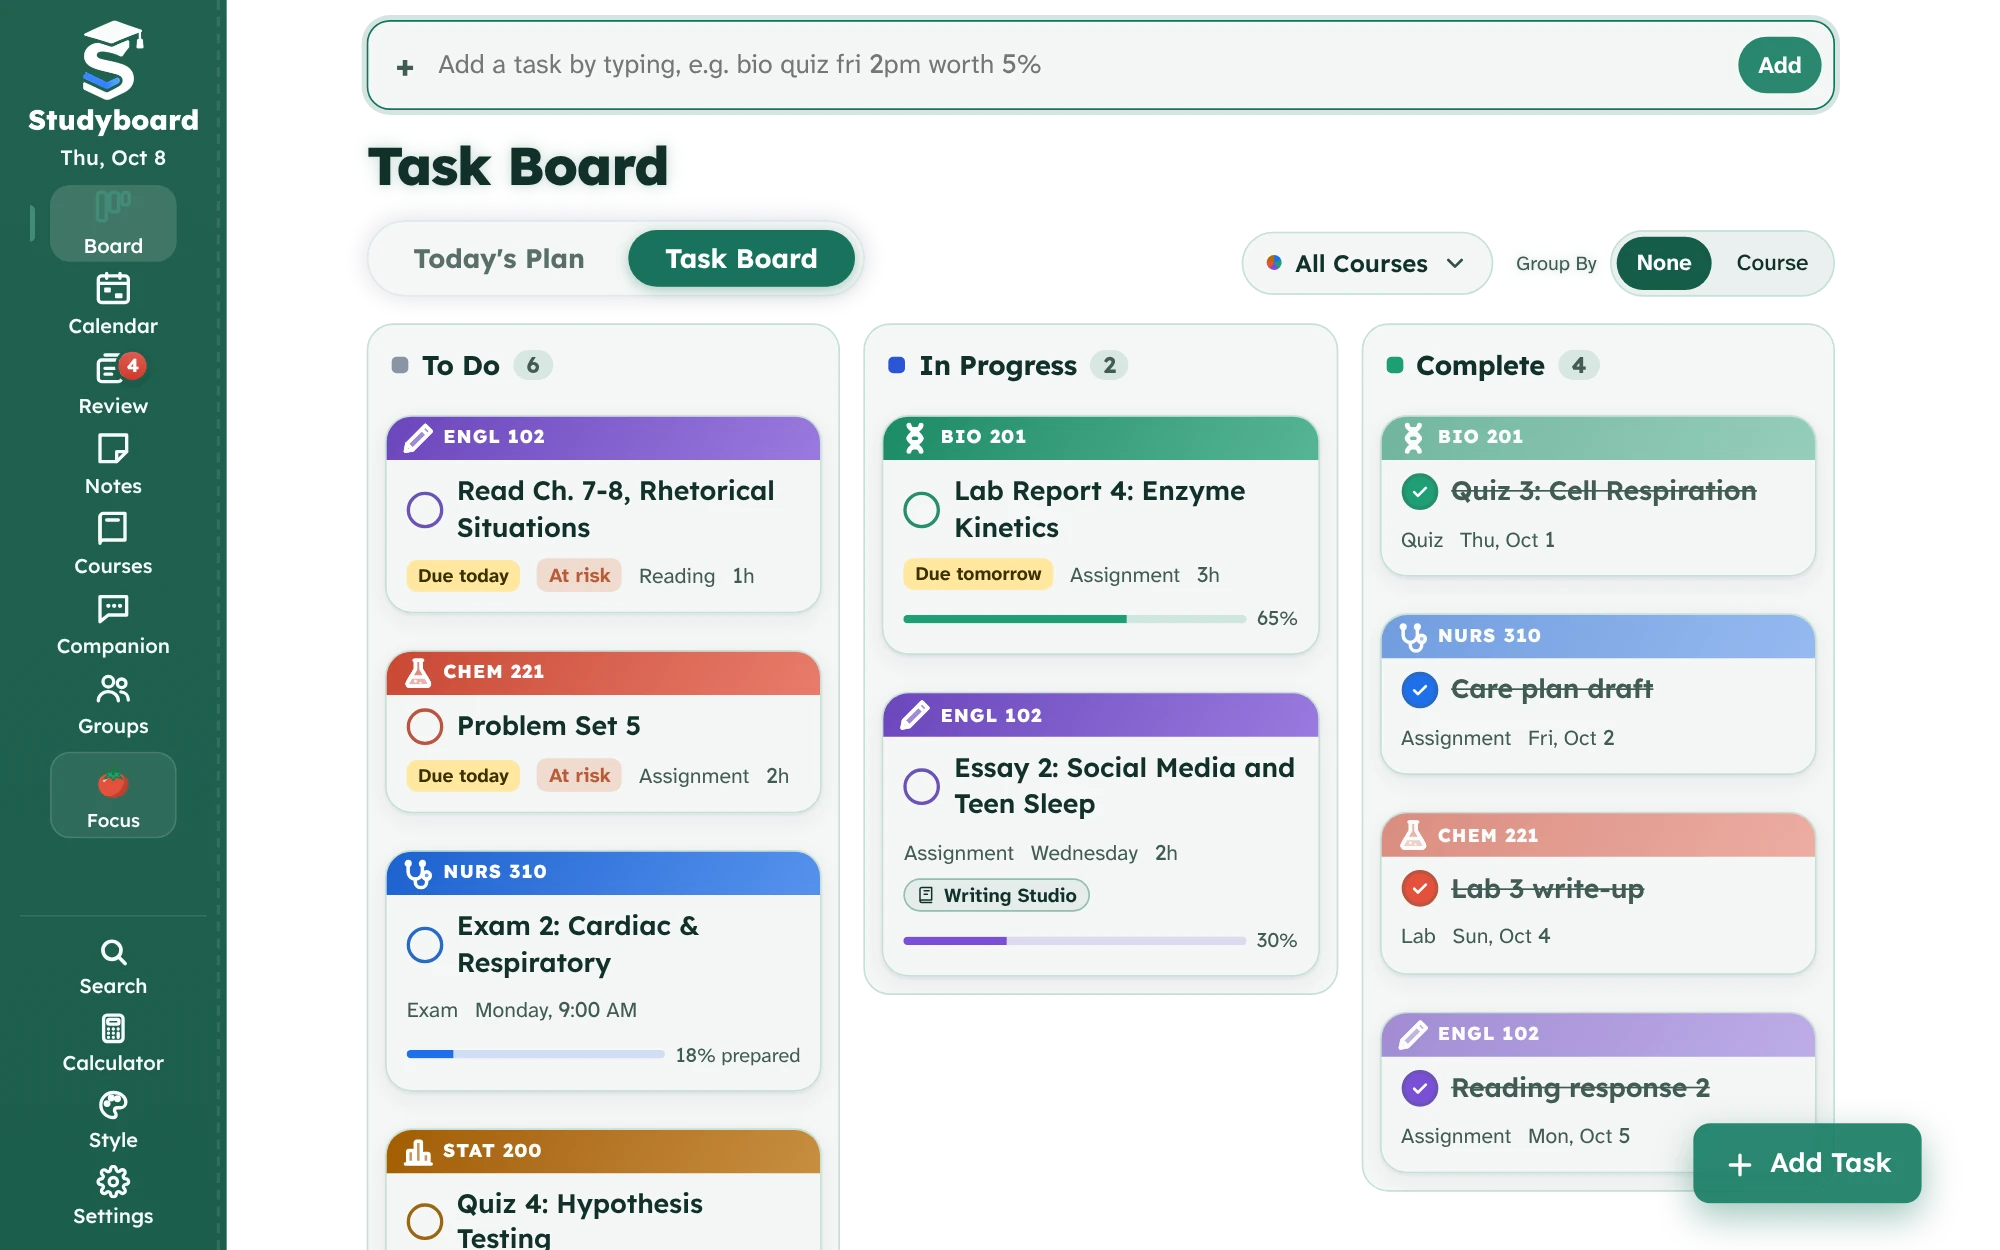 Studyboard
Thu, Oct 8
Board
Calendar
4
Review
Notes
Courses
Companion
Groups
Focus
Search
Calculator
Style
Settings
+ Add a task by typing, e.g. bio quiz fri 2pm worth 5%
Add
Task Board
Today's Plan
Task Board
All Courses
Group By
None
Course
To Do 6
ENGL 102
Read Ch. 7-8, Rhetorical
Situations
Due today At risk Reading 1h
CHEM 221
Problem Set 5
Due today At risk Assignment 2h
NURS 310
Exam 2: Cardiac &
Respiratory
Exam Monday, 9:00 AM
18% prepared
STAT 200
Quiz 4: Hypothesis
Testing
In Progress 2
BIO 201
Lab Report 4: Enzyme
Kinetics
Due tomorrow Assignment 3h
65%
ENGL 102
Essay 2: Social Media and
Teen Sleep
Assignment Wednesday 2h
Writing Studio
30%
Complete 4
BIO 201
Quiz 3: Cell Respiration
Quiz Thu, Oct 1
NURS 310
Care plan draft
Assignment Fri, Oct 2
CHEM 221
Lab 3 write-up
Lab Sun, Oct 4
ENGL 102
Reading response 2
Assignment Mon, Oct 5
+ Add Task